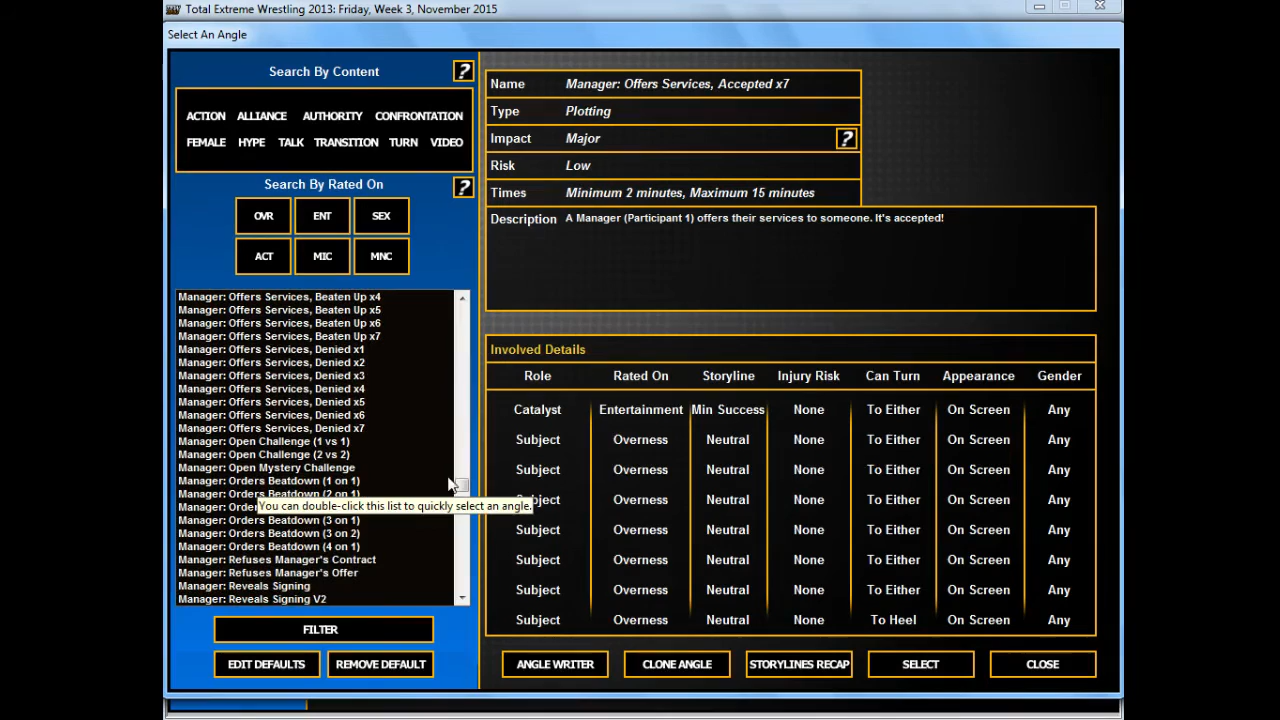 Total Extreme Wrestling 2013: Friday, Week 3, November 2015
Select An Angle
Search By Content
?
ACTION ALLIANCE AUTHORITY CONFRONTATION
FEMALE HYPE TALK TRANSITION TURN VIDEO
Search By Rated On
?
OVR ENT SEX
ACT MIC MNC
Manager: Offers Services, Beaten Up x4
Manager: Offers Services, Beaten Up x5
Manager: Offers Services, Beaten Up x6
Manager: Offers Services, Beaten Up x7
Manager: Offers Services, Denied x1
Manager: Offers Services, Denied x2
Manager: Offers Services, Denied x3
Manager: Offers Services, Denied x4
Manager: Offers Services, Denied x5
Manager: Offers Services, Denied x6
Manager: Offers Services, Denied x7
Manager: Open Challenge (1 vs 1)
Manager: Open Challenge (2 vs 2)
Manager: Open Mystery Challenge
Manager: Orders Beatdown (1 on 1)
Manager: Orders Beatdown (2 on 1)
Manager: Orde
You can double-click this list to quickly select an angle.
Manager: Orders Beatdown (3 on 1)
Manager: Orders Beatdown (3 on 2)
Manager: Orders Beatdown (4 on 1)
Manager: Refuses Manager's Contract
Manager: Refuses Manager's Offer
Manager: Reveals Signing
Manager: Reveals Signing V2
FILTER
EDIT DEFAULTS REMOVE DEFAULT
Name Manager: Offers Services, Accepted x7
Type Plotting
Impact Major ?
Risk Low
Times Minimum 2 minutes, Maximum 15 minutes
Description A Manager (Participant 1) offers their services to someone. It's accepted!
Involved Details
Role Rated On Storyline Injury Risk Can Turn Appearance Gender
Catalyst Entertainment Min Success None To Either On Screen Any
Subject Overness Neutral None To Either On Screen Any
Subject Overness Neutral None To Either On Screen Any
Subject Overness Neutral None To Either On Screen Any
Subject Overness Neutral None To Either On Screen Any
Subject Overness Neutral None To Either On Screen Any
Subject Overness Neutral None To Either On Screen Any
Subject Overness Neutral None To Heel On Screen Any
ANGLE WRITER CLONE ANGLE STORYLINES RECAP SELECT CLOSE